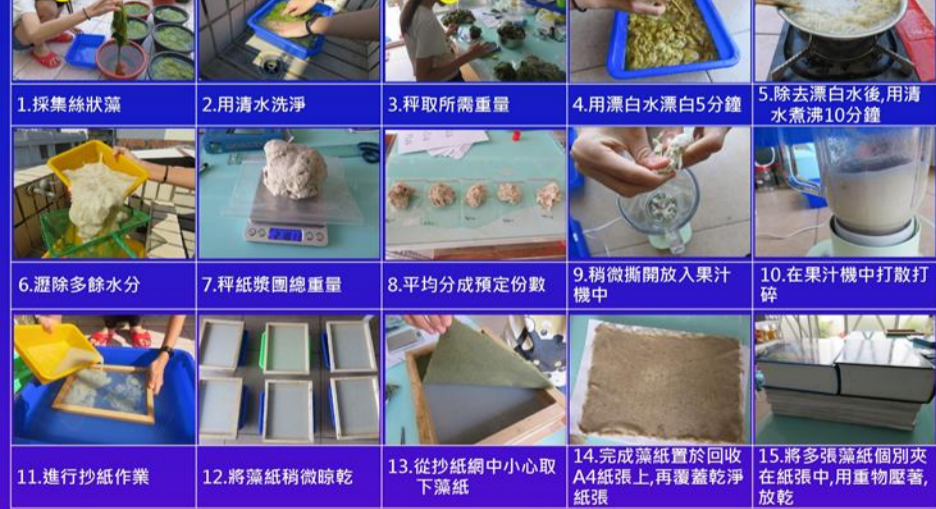 1.採集絲狀藻
2.用清水洗淨
3.秤取所需重量
4.用漂白水漂白5分鐘
5.除去漂白水後,用清
水煮沸10分鐘
6.瀝除多餘水分
7.秤紙漿團總重量
8.平均分成預定份數
9.稍微撕開放入果汁
機中
10.在果汁機中打散打
碎
11.進行抄紙作業
12.將藻紙稍微晾乾
13.從抄紙網中小心取
下藻紙
14.完成藻紙置於回收
A4紙張上,再覆蓋乾淨
紙張
15.將多張藻紙個別夾
在紙張中,用重物壓著,
放乾